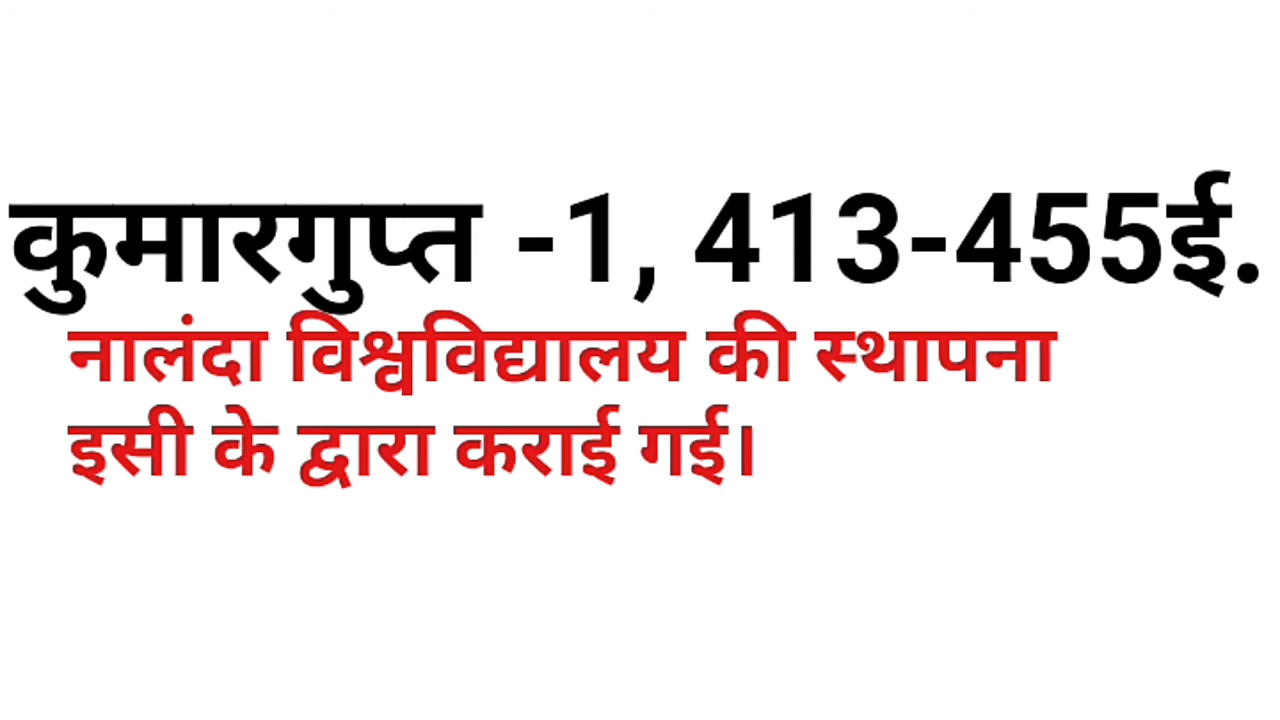 कुमारगुप्त -1, 413-455ई.
नालंदा विश्वविद्यालय की स्थापना
इसी के द्वारा कराई गई।